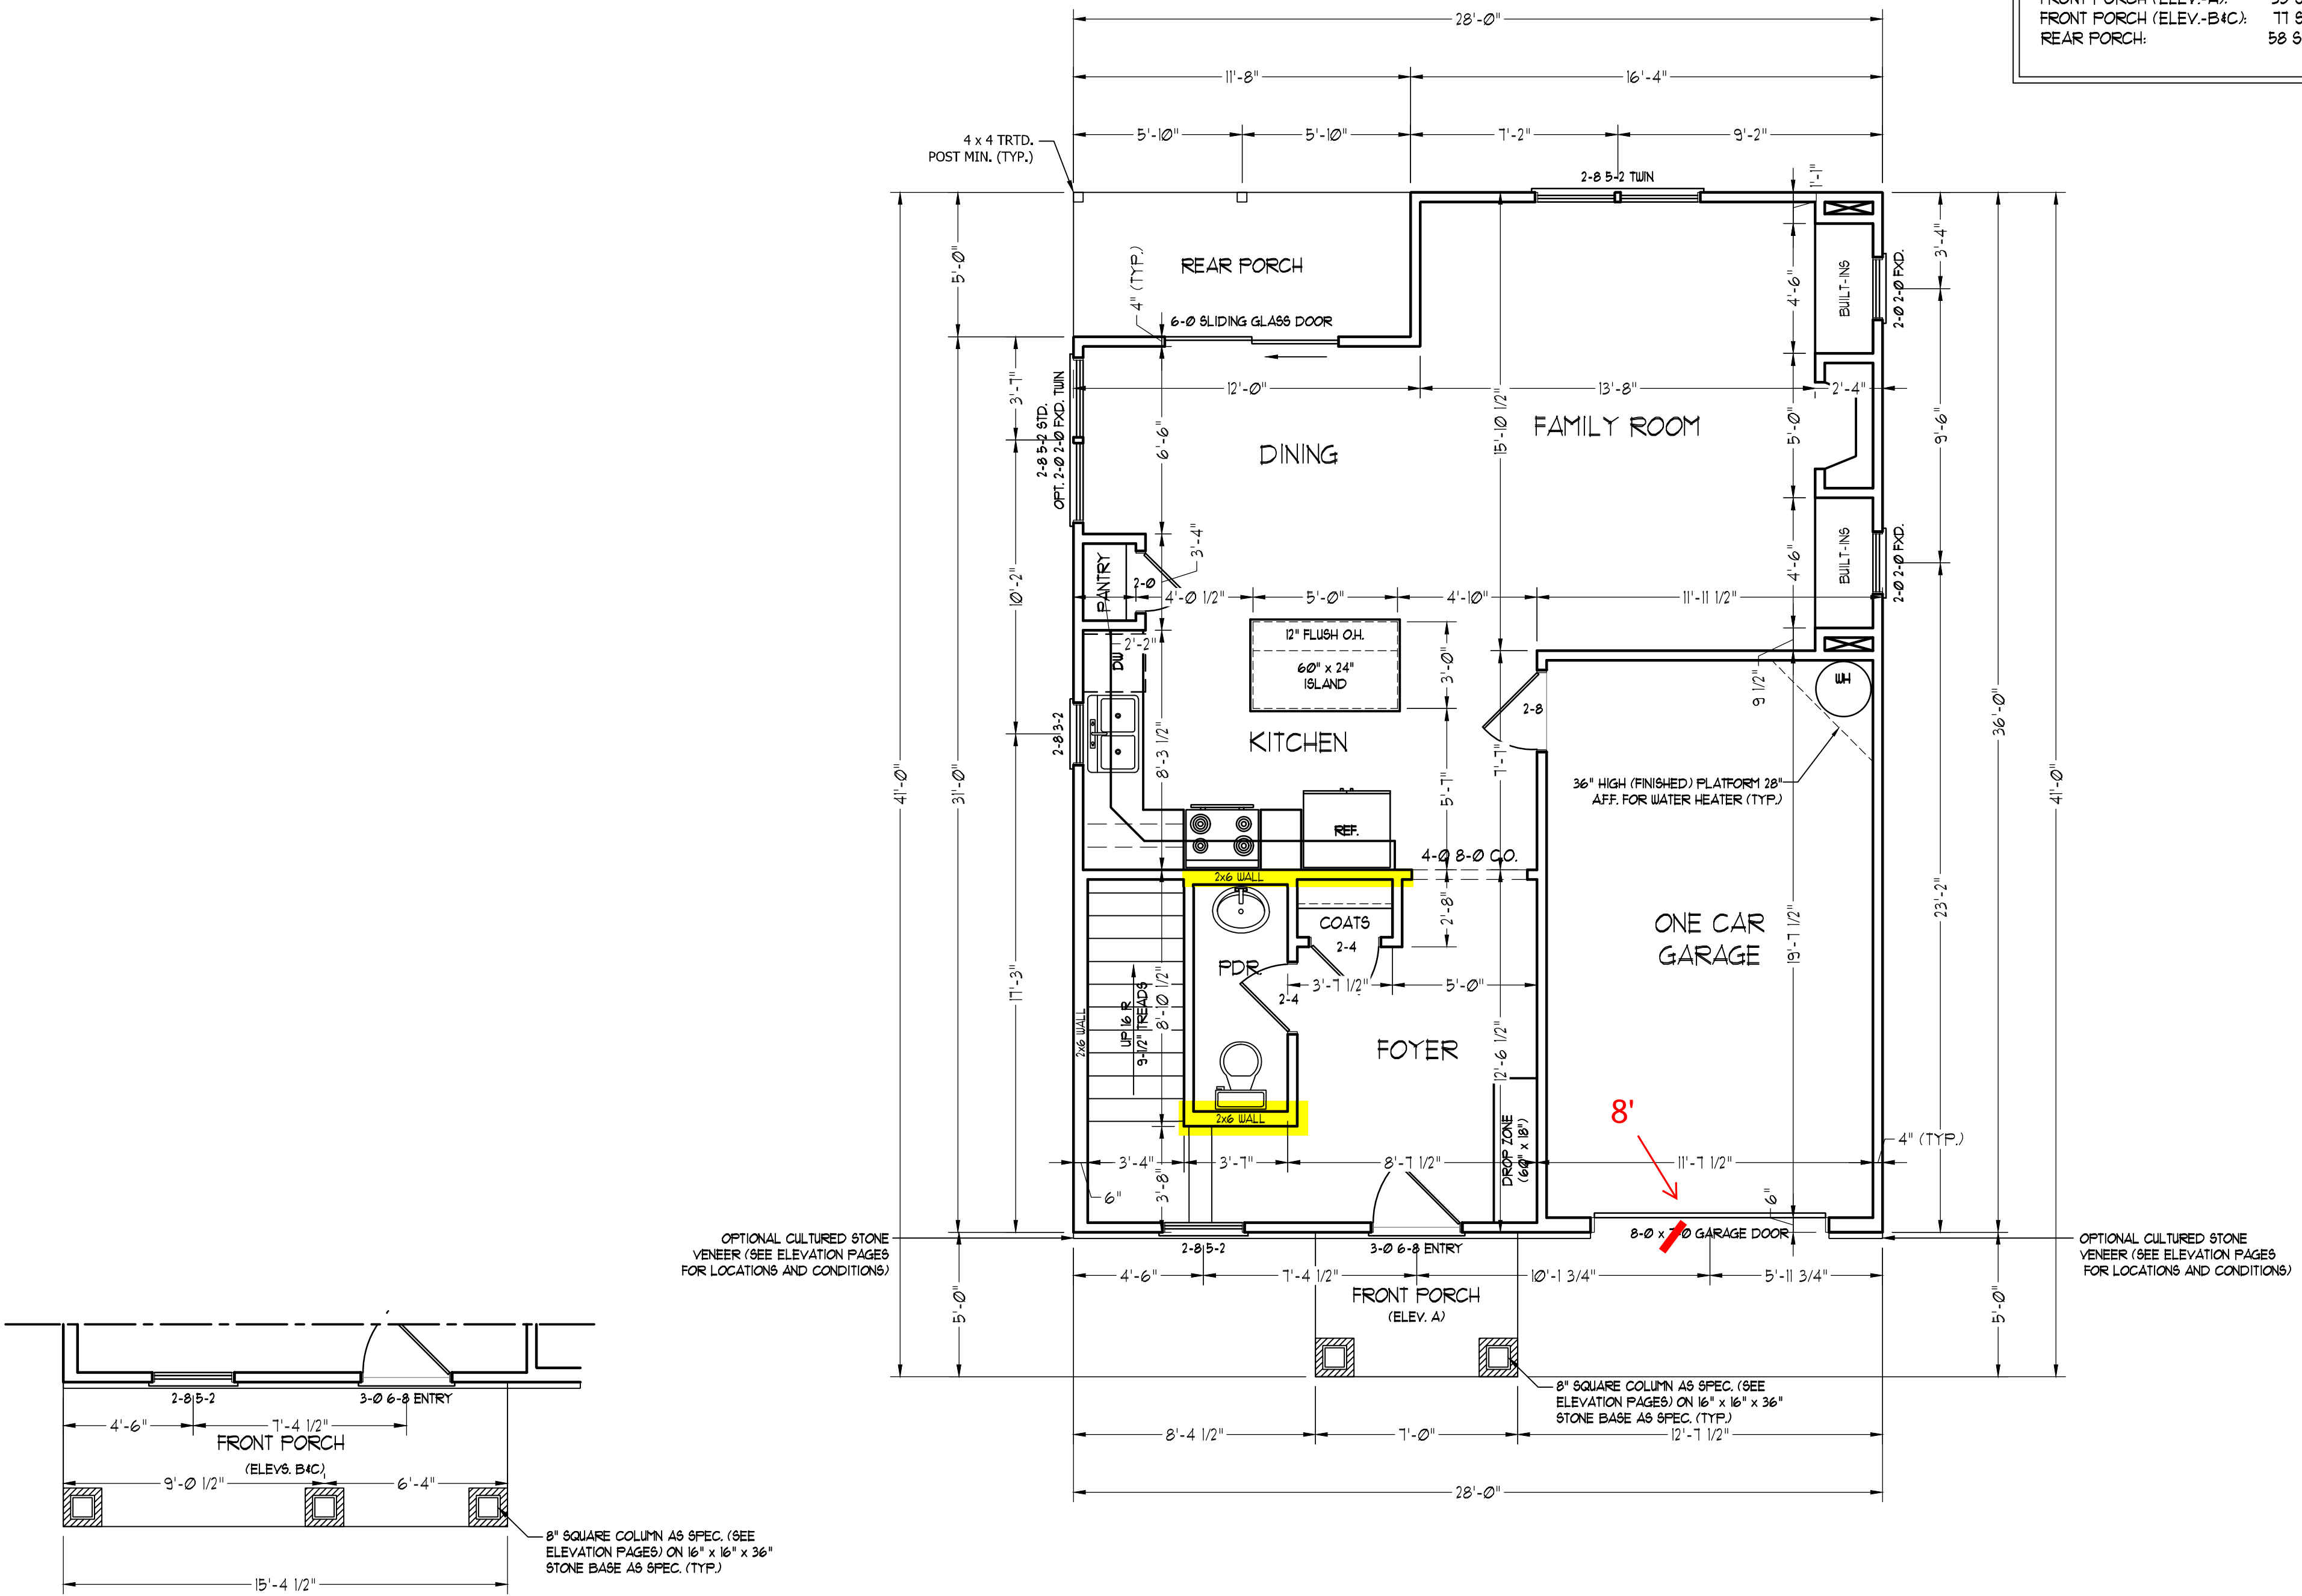 28'-0"
FRONT PORCH (ELEV.-B&C): 77 S
REAR PORCH: 58 S
11'-8" 16'-4"
5'-10" 5'-10" 7'-2" 9'-2"
4 x 4 TRTD.
POST MIN. (TYP.)
2-8 5-2 TWIN
1'-1"
REAR PORCH
4" (TYP.)
6-0 SLIDING GLASS DOOR
5'-0"
3'-4"
4'-6"
BUILT-INS
2-0 2-0 FXD.
3'-7"
2-8 5-2 STD.
OPT. 2-0 2-0 FXD. TWIN
12'-0" 13'-8" 2'-4"
6'-6"
15'-10 1/2"
5'-0"
9'-6"
FAMILY ROOM
DINING
PANTRY
2-0
3'-4"
4'-0 1/2" 5'-0" 4'-10" 11'-11 1/2"
4'-6"
BUILT-INS
2-0 2-0 FXD.
10'-2"
2'-2"
DW
12" FLUSH O.H.
60" x 24"
ISLAND
3'-0"
9 1/2"
WH
2-8
2-8 3-2
8'-3 1/2"
KITCHEN
5'-7"
7'-7"
36" HIGH (FINISHED) PLATFORM 28"
A.F.F. FOR WATER HEATER (TYP.)
41'-0"
31'-0"
36'-0"
41'-0"
REF.
4-0 8-0 C.O.
2x6 WALL
2'-8"
COATS
2-4
ONE CAR
GARAGE
19'-7 1/2"
23'-2"
17'-3"
PDR.
3'-7 1/2" 5'-0"
2-4
2x6 WALL
UP 16 R
9-1/2" TREADS
8'-10 1/2"
FOYER
12'-6 1/2"
8'
2x6 WALL
DROP ZONE
(60" x 18")
4" (TYP.)
3'-4" 3'-7" 8'-7 1/2" 11'-7 1/2"
6"
3'-8"
6"
OPTIONAL CULTURED STONE
VENEER (SEE ELEVATION PAGES
FOR LOCATIONS AND CONDITIONS)
2-8 5-2
3-0 6-8 ENTRY
8-0 x 7-0 GARAGE DOOR
OPTIONAL CULTURED STONE
VENEER (SEE ELEVATION PAGES
FOR LOCATIONS AND CONDITIONS)
4'-6" 7'-4 1/2" 10'-1 3/4" 5'-11 3/4"
5'-0"
5'-0"
FRONT PORCH
(ELEV. A)
8" SQUARE COLUMN AS SPEC. (SEE
ELEVATION PAGES) ON 16" x 16" x 36"
STONE BASE AS SPEC. (TYP.)
8'-4 1/2" 7'-0" 12'-7 1/2"
28'-0"
2-8 5-2
3-0 6-8 ENTRY
4'-6" 7'-4 1/2"
FRONT PORCH
(ELEVS. B&C)
9'-0 1/2" 6'-4"
8" SQUARE COLUMN AS SPEC. (SEE
ELEVATION PAGES) ON 16" x 16" x 36"
STONE BASE AS SPEC. (TYP.)
15'-4 1/2"